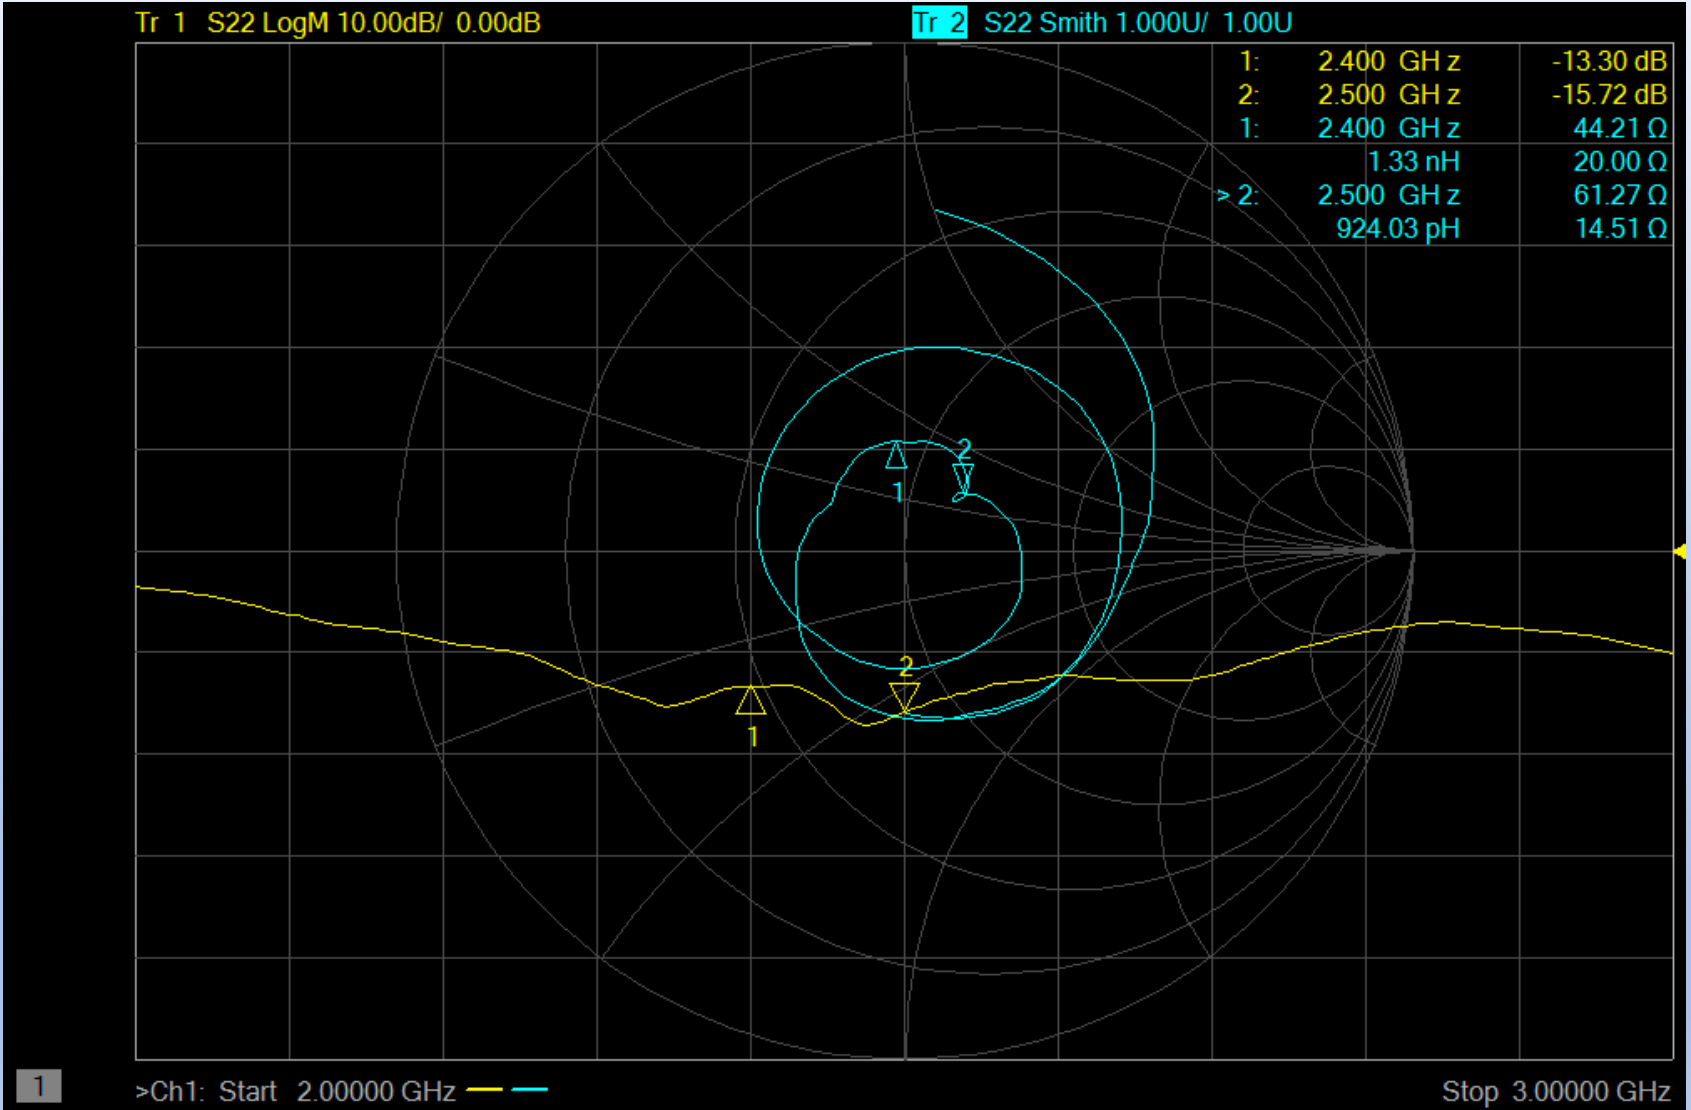 Tr 1 S22 LogM 10.00dB/ 0.00dB
Tr 2 S22 Smith 1.000U/ 1.00U
1: 2.400 GHz -13.30 dB
2: 2.500 GHz -15.72 dB
1: 2.400 GHz 44.21 Ω
1.33 nH 20.00 Ω
> 2: 2.500 GHz 61.27 Ω
924.03 pH 14.51 Ω
2
1
2
1
1
>Ch1: Start 2.00000 GHz
Stop 3.00000 GHz